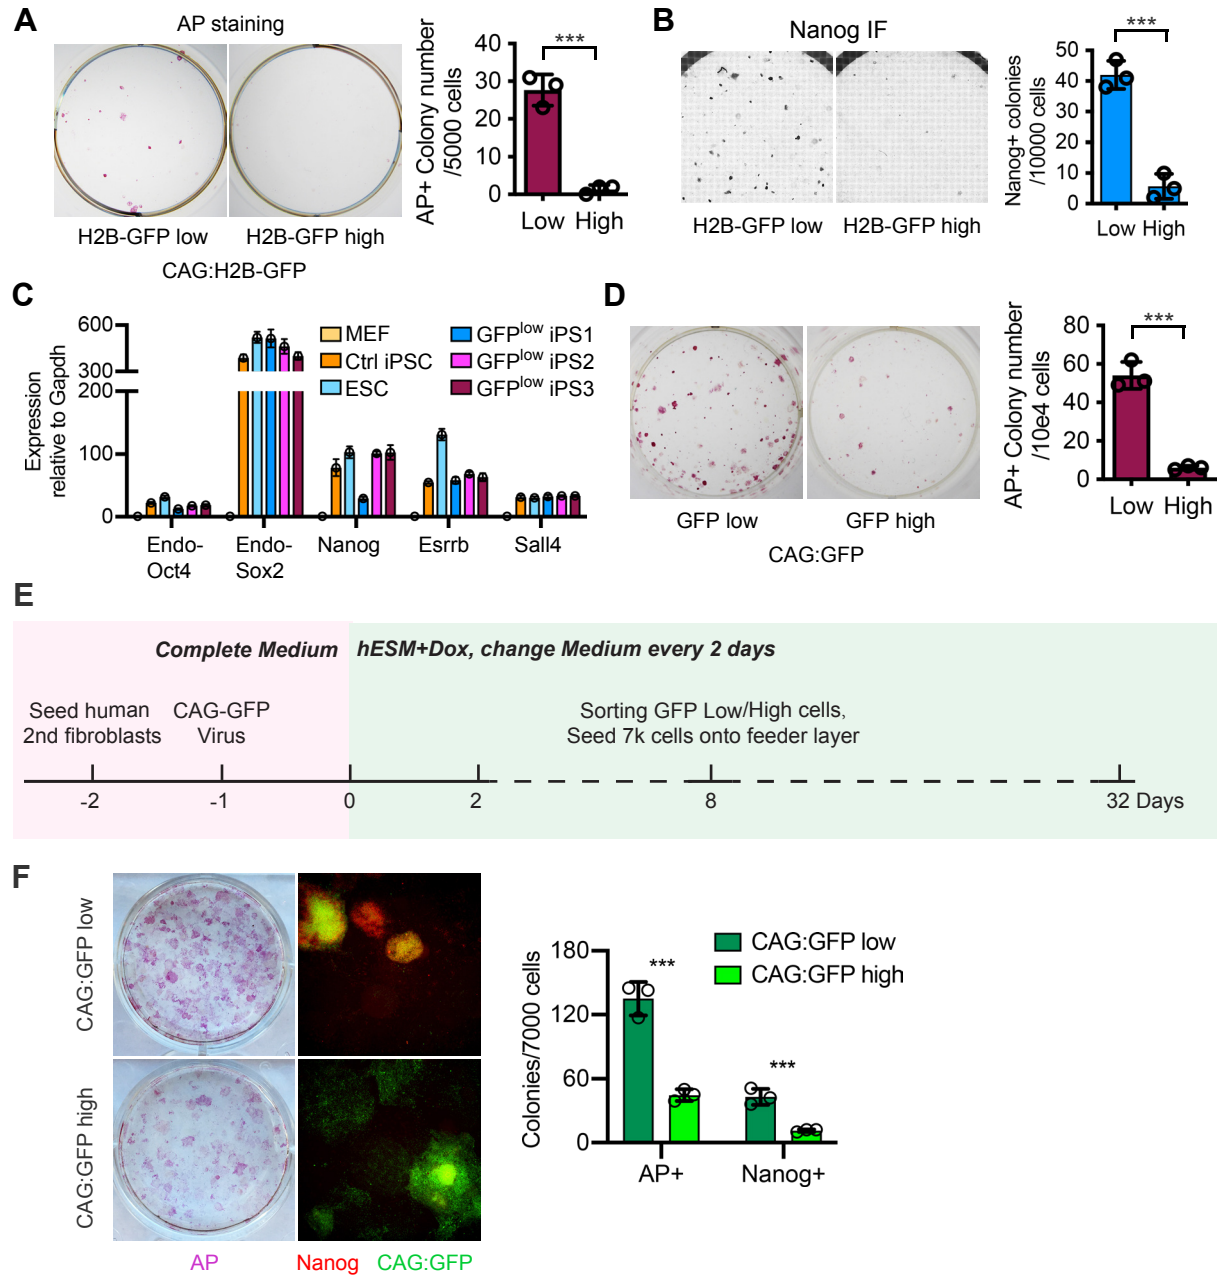 A
AP staining
H2B-GFP low
H2B-GFP high
CAG:H2B-GFP
AP+ Colony number
/5000 cells
40
30
20
10
0
***
Low
High
B
Nanog IF
H2B-GFP low
H2B-GFP high
Nanog+ colonies
/10000 cells
50
40
30
20
10
0
***
Low
High
C
Expression
relative to Gapdh
600
300
200
100
0
MEF
Ctrl iPSC
ESC
GFPlow iPS1
GFPlow iPS2
GFPlow iPS3
Endo-
Oct4
Endo-
Sox2
Nanog
Esrrb
Sall4
D
GFP low
GFP high
CAG:GFP
AP+ Colony number
/10e4 cells
80
60
40
20
0
***
Low
High
E
Complete Medium
hESM+Dox, change Medium every 2 days
Seed human
2nd fibroblasts
CAG-GFP
Virus
Sorting GFP Low/High cells,
Seed 7k cells onto feeder layer
-2
-1
0
2
8
32 Days
F
CAG:GFP low
CAG:GFP high
AP
Nanog
CAG:GFP
Colonies/7000 cells
180
120
60
0
***
***
CAG:GFP low
CAG:GFP high
AP+
Nanog+